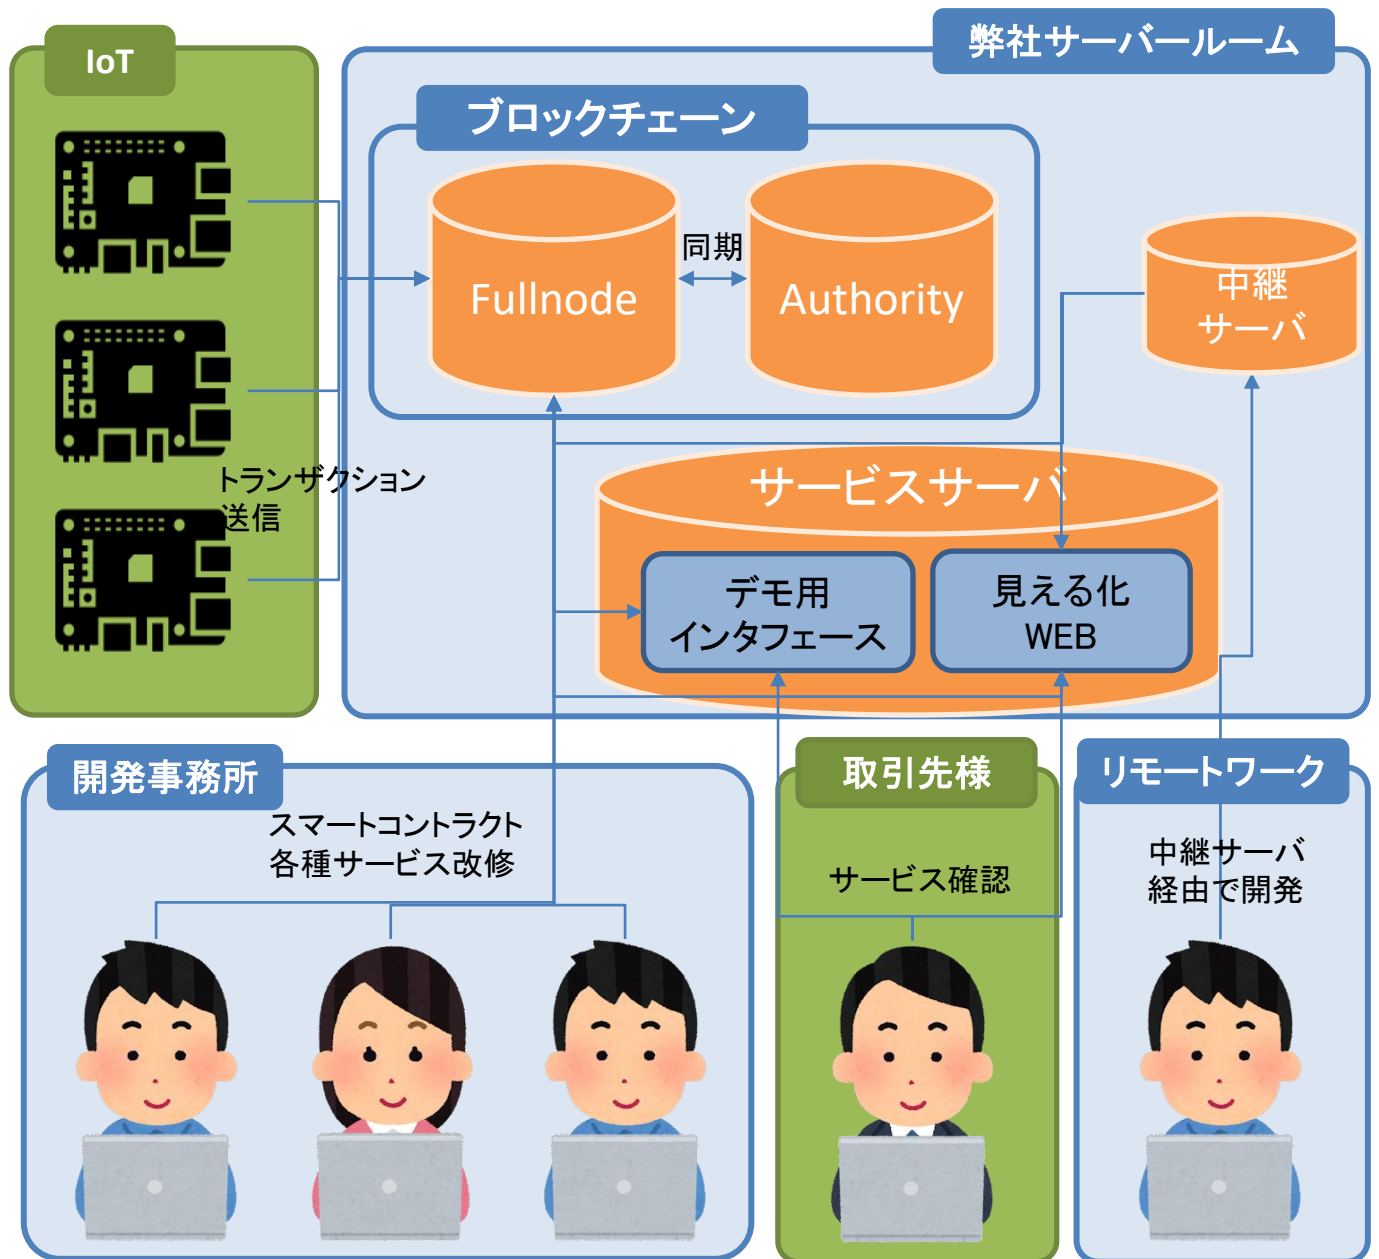 IoT
弊社サーバールーム
ブロックチェーン
Fullnode
同期
Authority
中継
サーバ
トランザクション
送信
サービスサーバ
デモ用
インタフェース
見える化
WEB
開発事務所
スマートコントラクト
各種サービス改修
取引先様
サービス確認
リモートワーク
中継サーバ
経由で開発